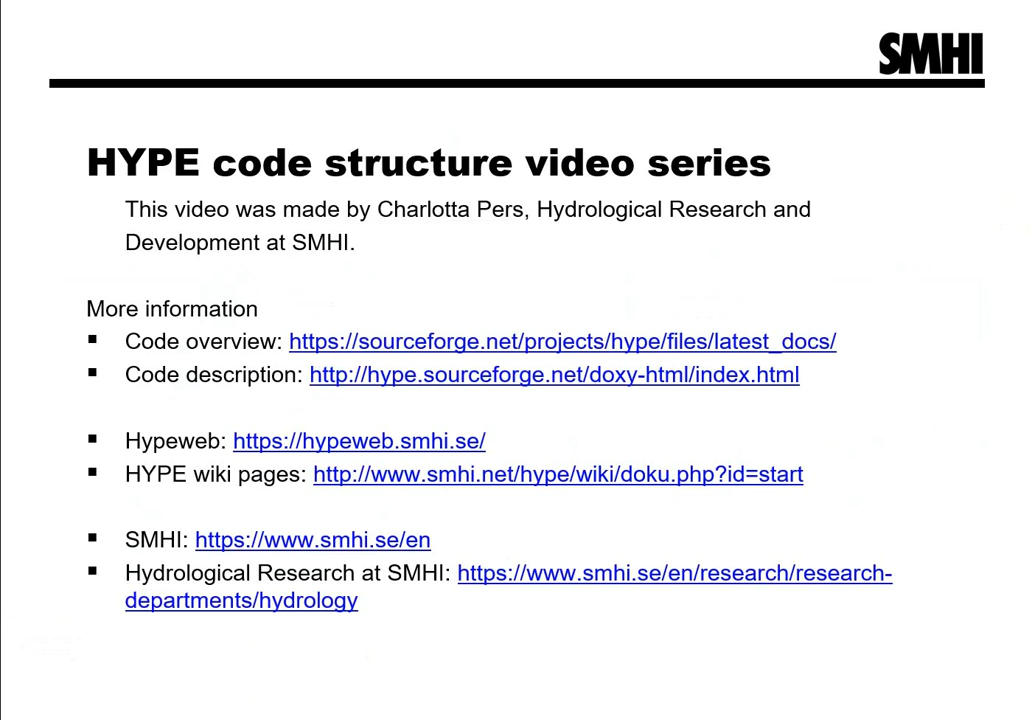 SMHI
HYPE code structure video series
This video was made by Charlotta Pers, Hydrological Research and
Development at SMHI.
More information
▪ Code overview: https://sourceforge.net/projects/hype/files/latest_docs/
▪ Code description: http://hype.sourceforge.net/doxy-html/index.html
▪ Hypeweb: https://hypeweb.smhi.se/
▪ HYPE wiki pages: http://www.smhi.net/hype/wiki/doku.php?id=start
▪ SMHI: https://www.smhi.se/en
▪ Hydrological Research at SMHI: https://www.smhi.se/en/research/research-
departments/hydrology